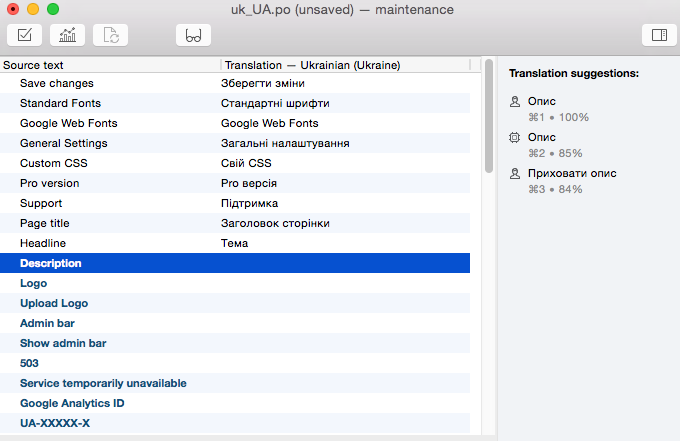 uk_UA.po (unsaved) — maintenance
Source text Translation — Ukrainian (Ukraine)
Save changes Зберегти зміни
Standard Fonts Стандартні шрифти
Google Web Fonts Google Web Fonts
General Settings Загальні налаштування
Custom CSS Свій CSS
Pro version Pro версія
Support Підтримка
Page title Заголовок сторінки
Headline Тема
Description
Logo
Upload Logo
Admin bar
Show admin bar
503
Service temporarily unavailable
Google Analytics ID
UA-XXXXX-X
Translation suggestions:
Опис
⌘1 • 100%
Опис
⌘2 • 85%
Приховати опис
⌘3 • 84%